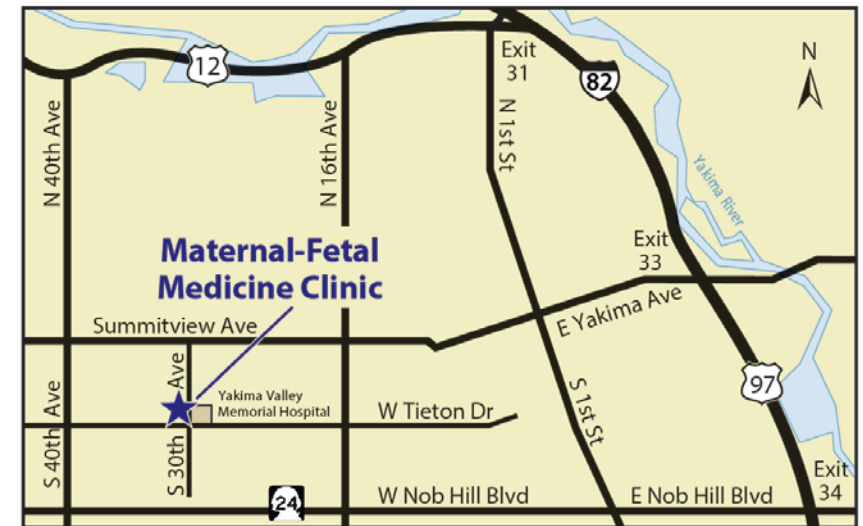 12
Exit
31
82
N
N 40th Ave
N 16th Ave
N 1st St
Yakima River
Maternal-Fetal
Medicine Clinic
Exit
33
E Yakima Ave
Summitview Ave
S 40th Ave
S 30th Ave
Yakima Valley
Memorial Hospital
W Tieton Dr
S 1st St
97
Exit
34
24
W Nob Hill Blvd
E Nob Hill Blvd